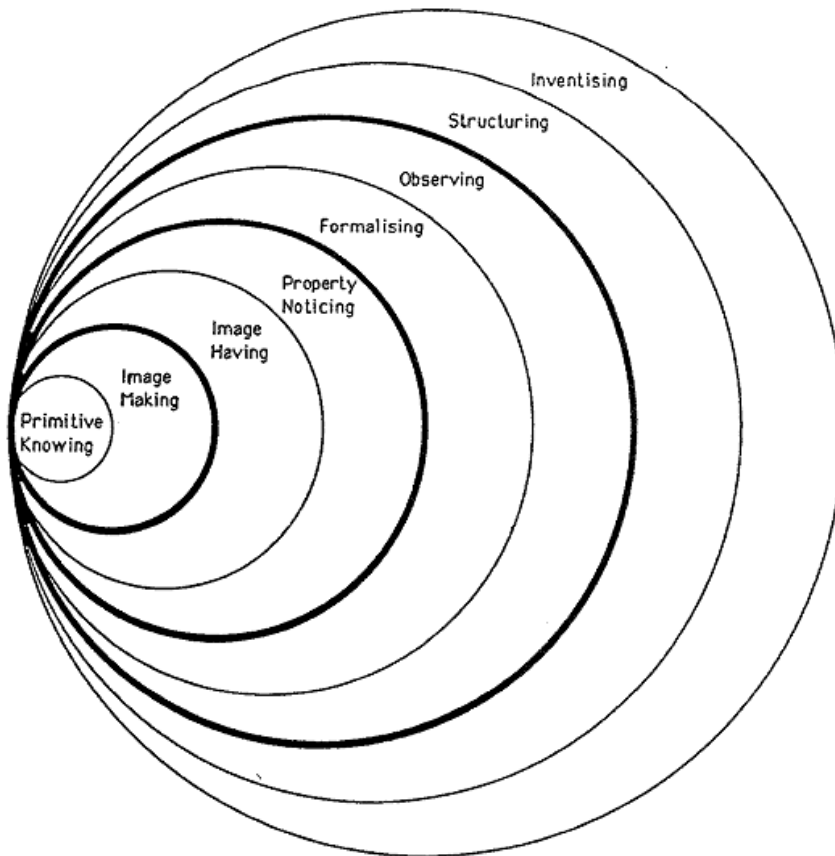 Inventising
Structuring
Observing
Formalising
Property
Noticing
Image
Having
Image
Making
Primitive
Knowing